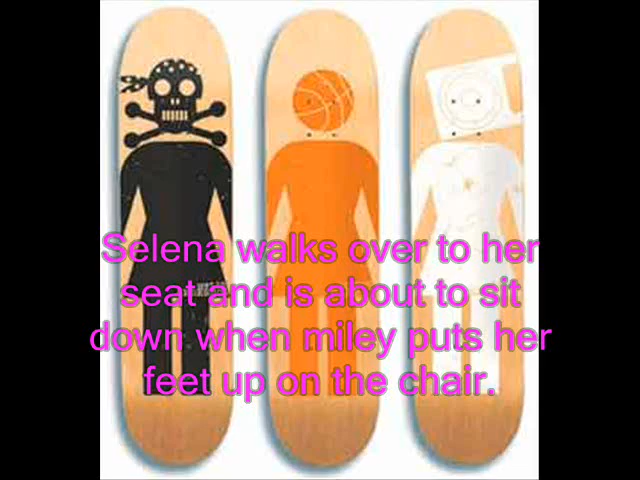 Selena walks over to her
seat and is about to sit
down when miley puts her
feet up on the chair.